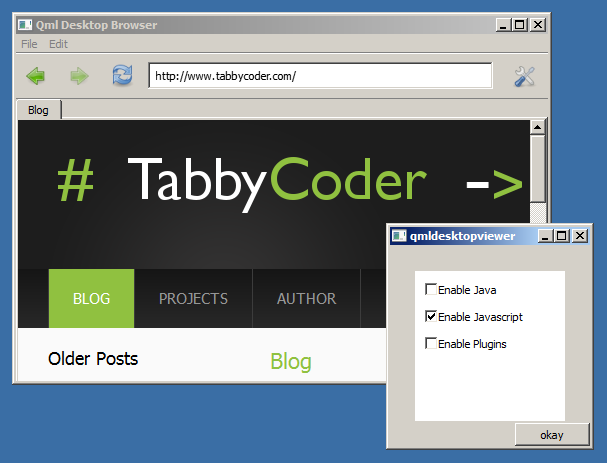 Qml Desktop Browser
File Edit
http://www.tabbycoder.com/
Blog
# TabbyCoder ->
BLOG PROJECTS AUTHOR
Older Posts Blog
qmldesktopviewer
Enable Java
Enable Javascript
Enable Plugins
okay